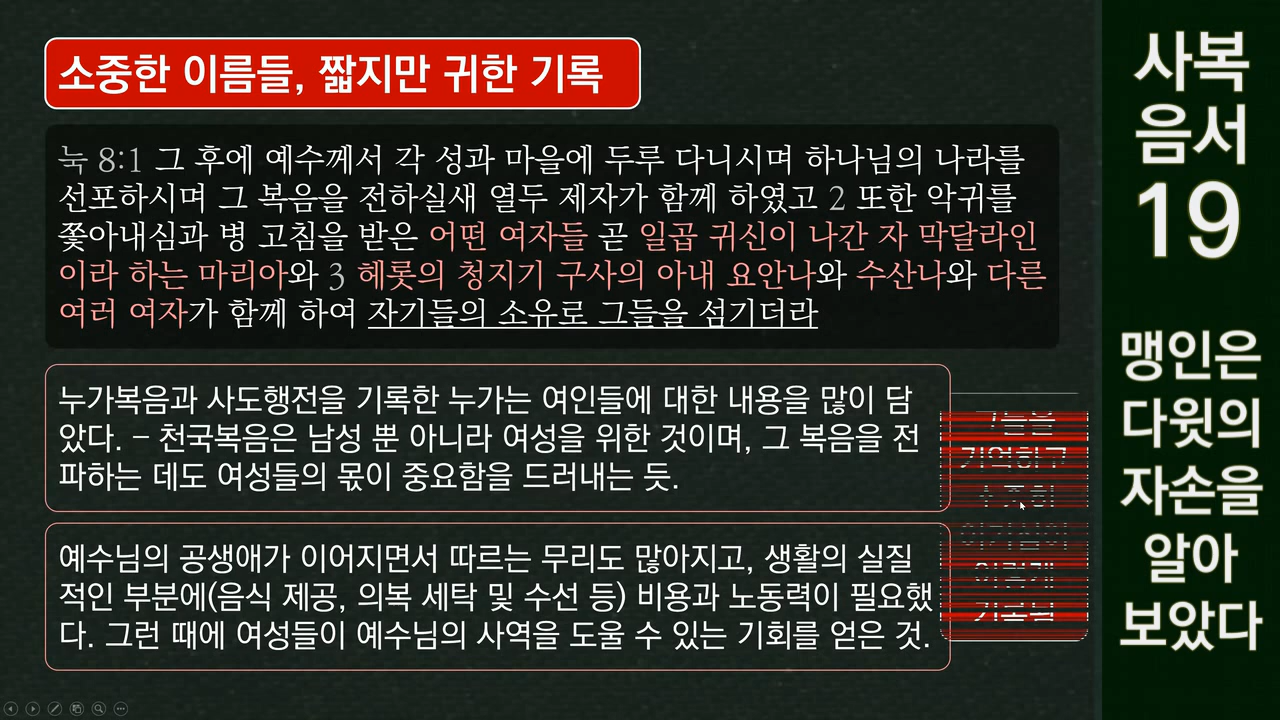 소중한 이름들, 짧지만 귀한 기록
눅 8:1 그 후에 예수께서 각 성과 마을에 두루 다니시며 하나님의 나라를
선포하시며 그 복음을 전하실새 열두 제자가 함께 하였고 2 또한 악귀를
쫓아내심과 병 고침을 받은 어떤 여자들 곧 일곱 귀신이 나간 자 막달라인
이라 하는 마리아와 3 헤롯의 청지기 구사의 아내 요안나와 수산나와 다른
여러 여자가 함께 하여 자기들의 소유로 그들을 섬기더라
누가복음과 사도행전을 기록한 누가는 여인들에 대한 내용을 많이 담
았다. – 천국복음은 남성 뿐 아니라 여성을 위한 것이며, 그 복음을 전
파하는 데도 여성들의 몫이 중요함을 드러내는 듯.
예수님의 공생애가 이어지면서 따르는 무리도 많아지고, 생활의 실질
적인 부분에(음식 제공, 의복 세탁 및 수선 등) 비용과 노동력이 필요했
다. 그런 때에 여성들이 예수님의 사역을 도울 수 있는 기회를 얻은 것.
기억하고
사복
음서
19
맹인은
다윗의
자손을
알아
보았다